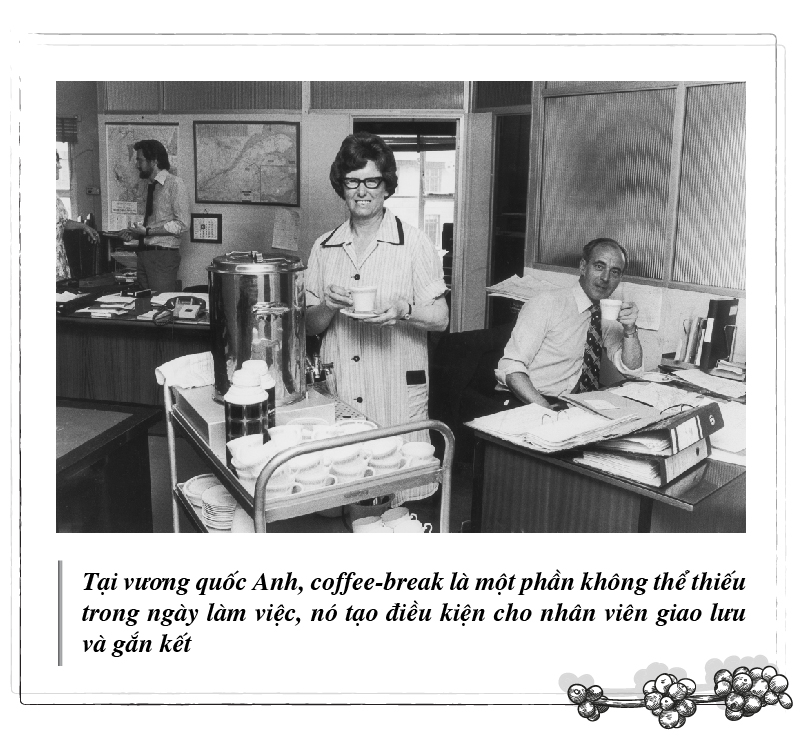 Tại vương quốc Anh, coffee-break là một phần không thể thiếu
trong ngày làm việc, nó tạo điều kiện cho nhân viên giao lưu
và gắn kết